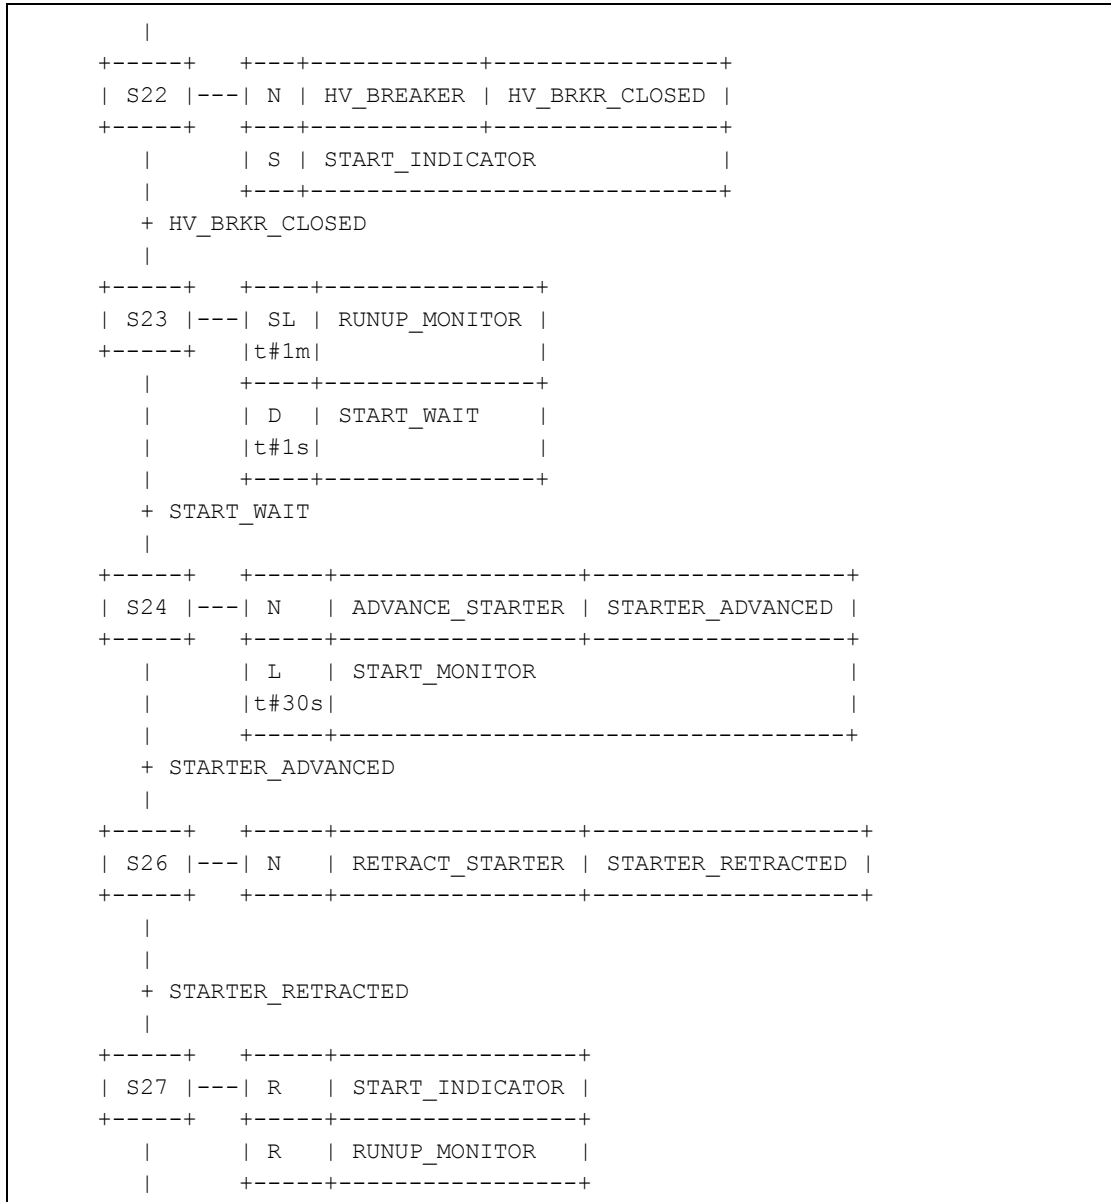 |
+-----+   +---+------------+----------------+
| S22 |---| N | HV_BREAKER | HV_BRKR_CLOSED |
+-----+   +---+------------+----------------+
   |      | S | START_INDICATOR             |
   |      +---+-----------------------------+
   + HV_BRKR_CLOSED
   |
+-----+   +----+---------------+
| S23 |---| SL | RUNUP_MONITOR |
+-----+   |t#1m|               |
   |      +----+---------------+
   |      | D  | START_WAIT    |
   |      |t#1s|               |
   |      +----+---------------+
   + START_WAIT
   |
+-----+   +-----+-----------------+------------------+
| S24 |---| N   | ADVANCE_STARTER | STARTER_ADVANCED |
+-----+   +-----+-----------------+------------------+
   |      | L   | START_MONITOR                      |
   |      |t#30s|                                    |
   |      +-----+------------------------------------+
   + STARTER_ADVANCED
   |
+-----+   +-----+-----------------+-------------------+
| S26 |---| N   | RETRACT_STARTER | STARTER_RETRACTED |
+-----+   +-----+-----------------+-------------------+
   |
   |
   + STARTER_RETRACTED
   |
+-----+   +-----+-----------------+
| S27 |---| R   | START_INDICATOR |
+-----+   +-----+-----------------+
   |      | R   | RUNUP_MONITOR   |
   |      +-----+-----------------+